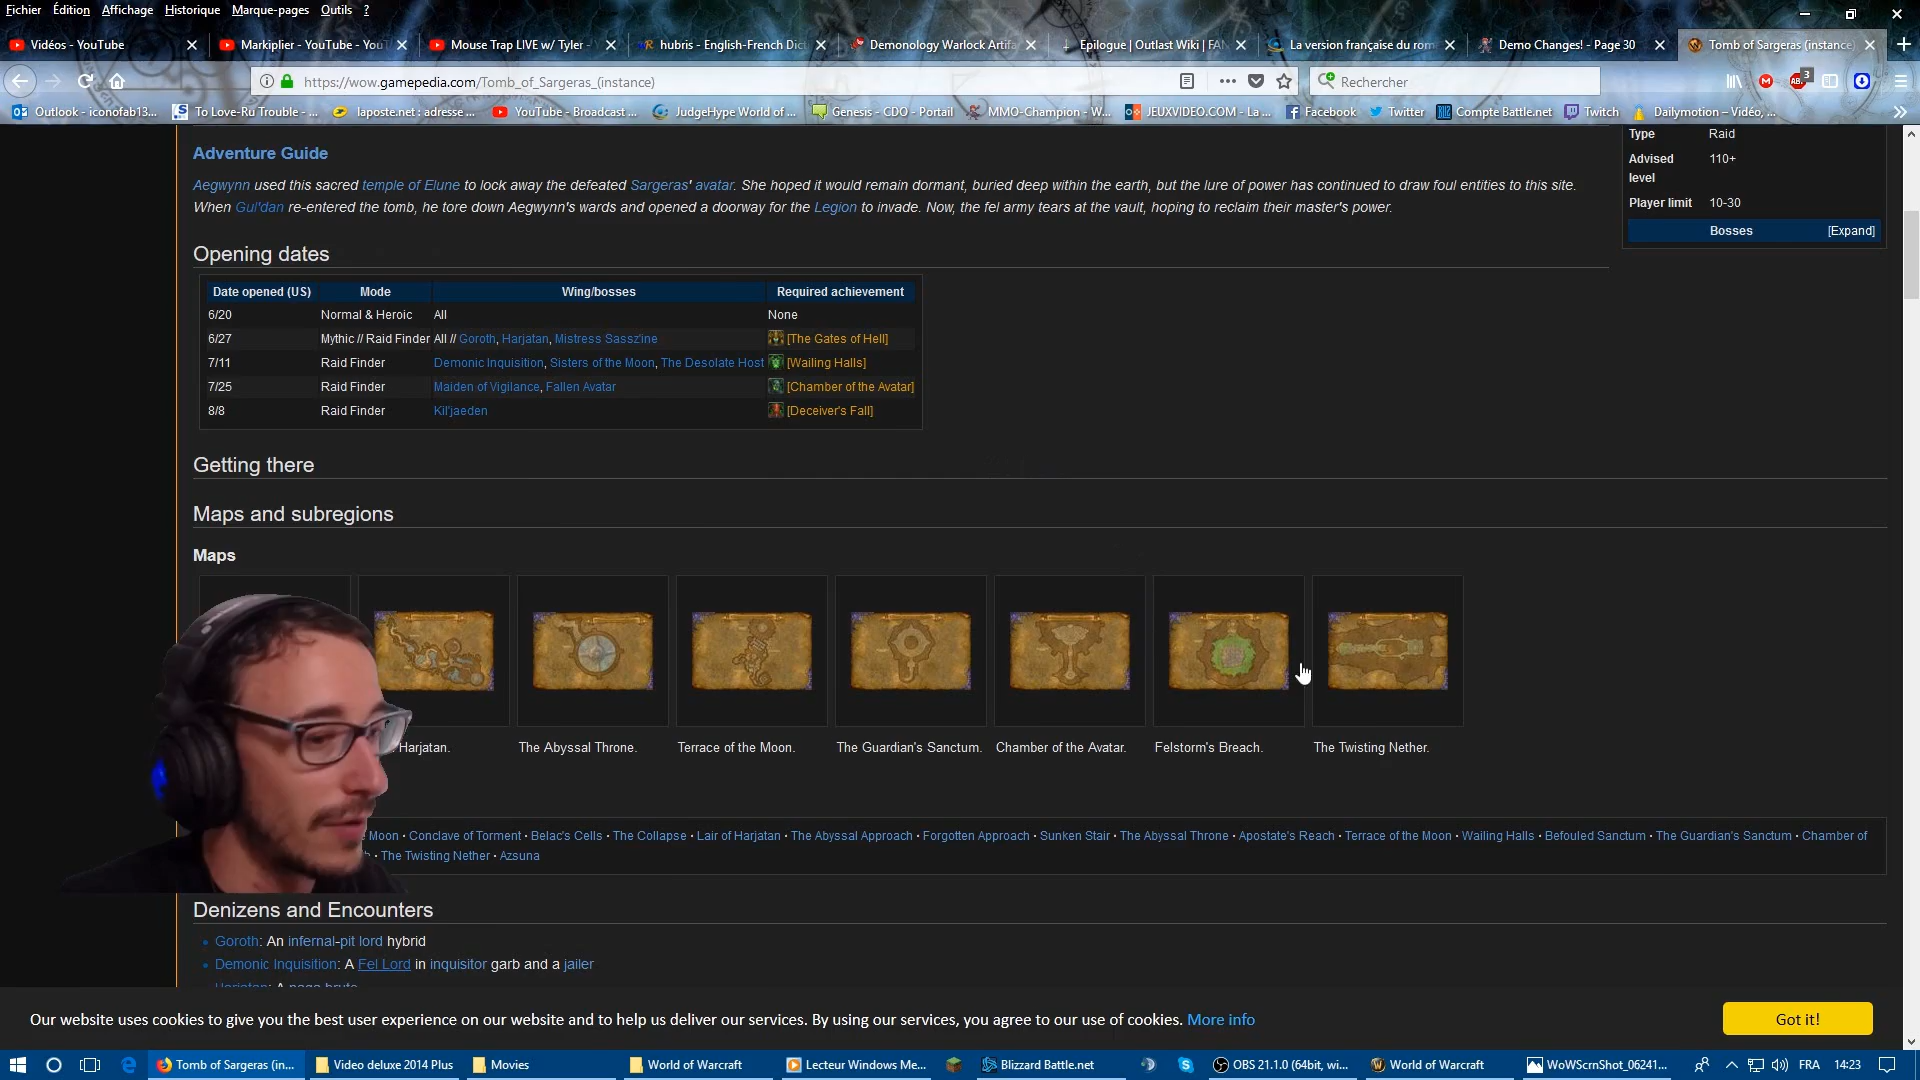 Fichier Édition Affichage Historique Marque-pages Outils ?
Vidéos - YouTube
Markiplier - YouTube - YouT
Mouse Trap LIVE w/ Tyler -
hubris - English-French Dict
Demonology Warlock Artifa
Epilogue | Outlast Wiki | FAN
La version française du rom
Demo Changes! - Page 30
Tomb of Sargeras (instance)
https://wow.gamepedia.com/Tomb_of_Sargeras_(instance)
Rechercher
3
Outlook - iconofab13...
To Love-Ru Trouble - ...
laposte.net : adresse ...
YouTube - Broadcast ...
JudgeHype World of ...
Genesis - CDO - Portail
MMO-Champion - W...
JEUXVIDEO.COM - La ...
Facebook
Twitter
Compte Battle.net
Twitch
Dailymotion – Vidéo, ...
Type Raid
Advised level 110+
Player limit 10-30
Bosses [Expand]
Adventure Guide
Aegwynn used this sacred temple of Elune to lock away the defeated Sargeras' avatar. She hoped it would remain dormant, buried deep within the earth, but the lure of power has continued to draw foul entities to this site.
When Gul'dan re-entered the tomb, he tore down Aegwynn's wards and opened a doorway for the Legion to invade. Now, the fel army tears at the vault, hoping to reclaim their master's power.
Opening dates
Date opened (US) Mode Wing/bosses Required achievement
6/20 Normal & Heroic All None
6/27 Mythic // Raid Finder All // Goroth, Harjatan, Mistress Sassz'ine [The Gates of Hell]
7/11 Raid Finder Demonic Inquisition, Sisters of the Moon, The Desolate Host [Wailing Halls]
7/25 Raid Finder Maiden of Vigilance, Fallen Avatar [Chamber of the Avatar]
8/8 Raid Finder Kil'jaeden [Deceiver's Fall]
Getting there
Maps and subregions
Maps
Harjatan. The Abyssal Throne. Terrace of the Moon. The Guardian's Sanctum. Chamber of the Avatar. Felstorm's Breach. The Twisting Nether.
Moon · Conclave of Torment · Belac's Cells · The Collapse · Lair of Harjatan · The Abyssal Approach · Forgotten Approach · Sunken Stair · The Abyssal Throne · Apostate's Reach · Terrace of the Moon · Wailing Halls · Befouled Sanctum · The Guardian's Sanctum · Chamber of
· The Twisting Nether · Azsuna
Denizens and Encounters
Goroth: An infernal-pit lord hybrid
Demonic Inquisition: A Fel Lord in inquisitor garb and a jailer
Our website uses cookies to give you the best user experience on our website and to help us deliver our services. By using our services, you agree to our use of cookies. More info
Got it!
Tomb of Sargeras (in...
Video deluxe 2014 Plus
Movies
World of Warcraft
Lecteur Windows Me...
Blizzard Battle.net
OBS 21.1.0 (64bit, wi...
World of Warcraft
WoWScrnShot_06241...
FRA
14:23